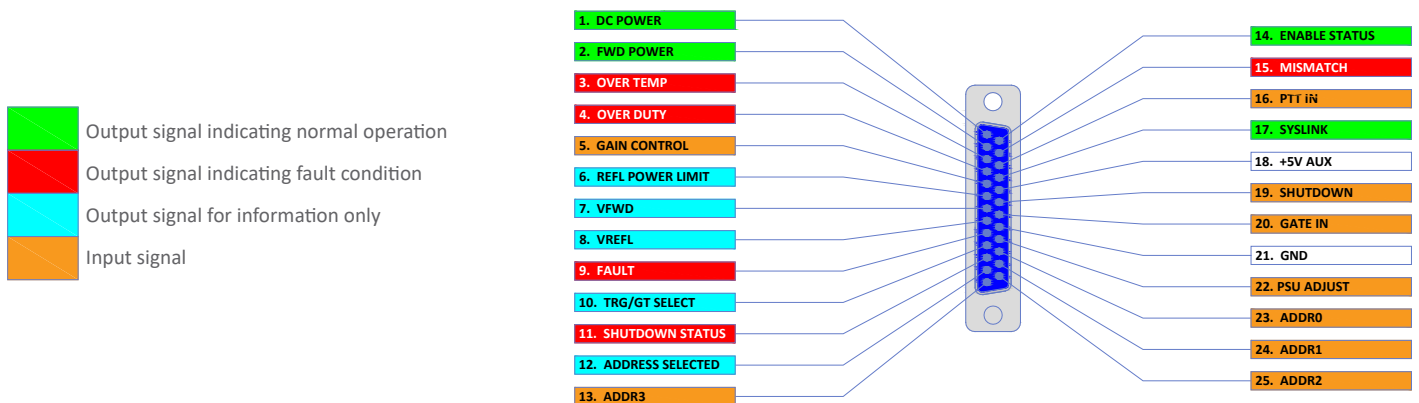 Output signal indicating normal operation
Output signal indicating fault condition
Output signal for information only
Input signal
1. DC POWER
2. FWD POWER
3. OVER TEMP
4. OVER DUTY
5. GAIN CONTROL
6. REFL POWER LIMIT
7. VFWD
8. VREFL
9. FAULT
10. TRG/GT SELECT
11. SHUTDOWN STATUS
12. ADDRESS SELECTED
13. ADDR3
14. ENABLE STATUS
15. MISMATCH
16. PTT iN
17. SYSLINK
18. +5V AUX
19. SHUTDOWN
20. GATE IN
21. GND
22. PSU ADJUST
23. ADDR0
24. ADDR1
25. ADDR2